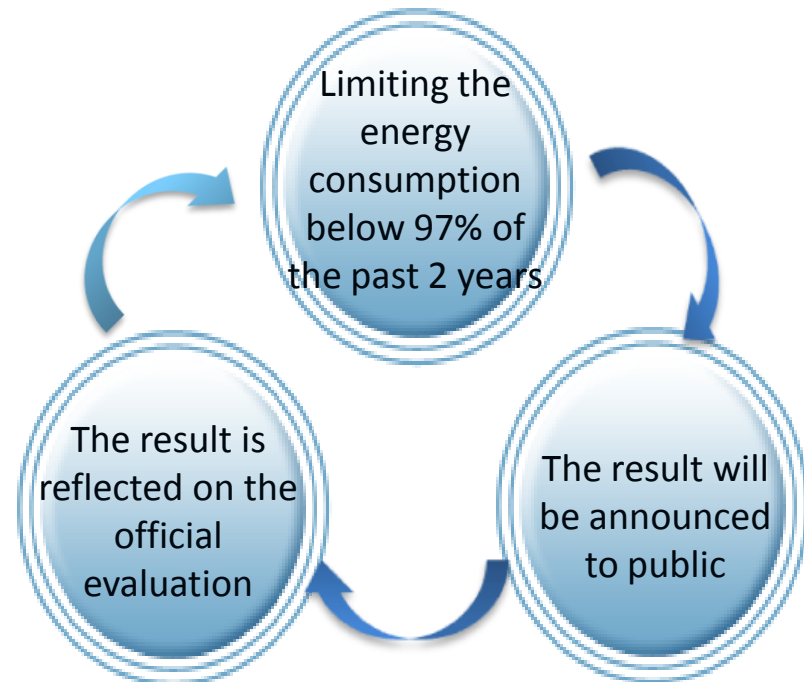 Limiting the
energy
consumption
below 97% of
the past 2 years
The result will
be announced
to public
The result is
reflected on the
official
evaluation